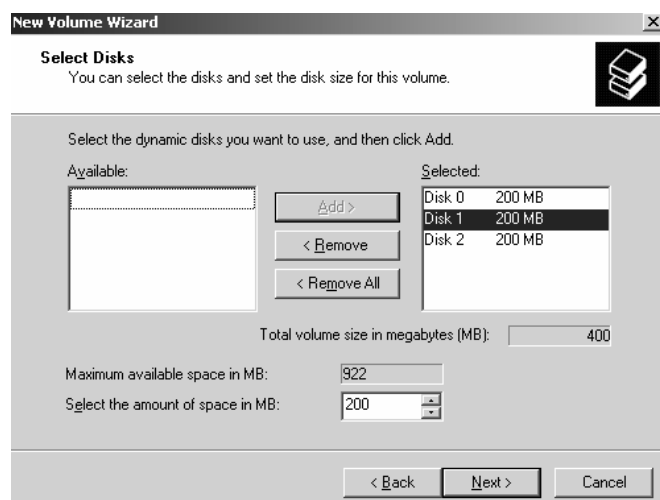 New Volume Wizard
Select Disks
You can select the disks and set the disk size for this volume.
Select the dynamic disks you want to use, and then click Add.
Available:
Selected:
Add >
< Remove
< Remove All
Disk 0 200 MB
Disk 1 200 MB
Disk 2 200 MB
Total volume size in megabytes (MB): 400
Maximum available space in MB: 922
Select the amount of space in MB: 200
< Back Next > Cancel